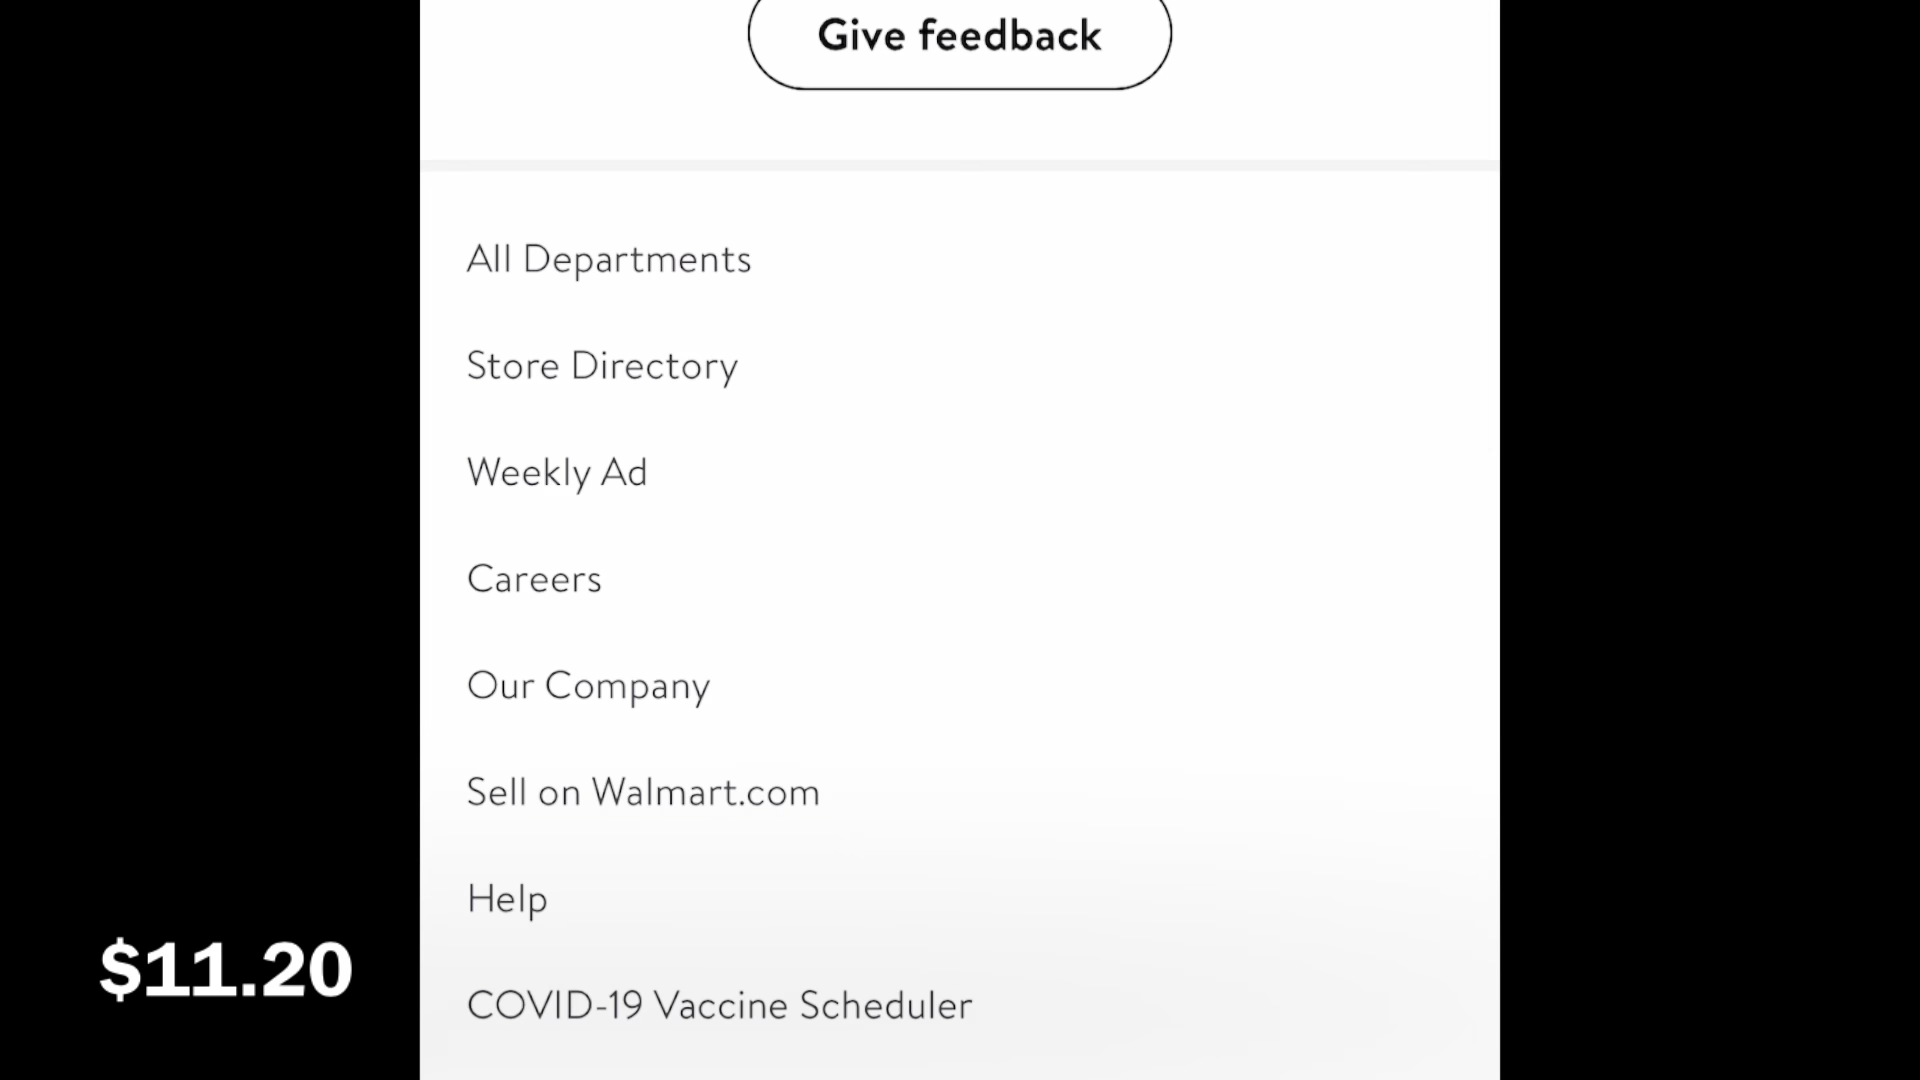 Give feedback
All Departments
Store Directory
Weekly Ad
Careers
Our Company
Sell on Walmart.com
Help
COVID-19 Vaccine Scheduler
$11.20